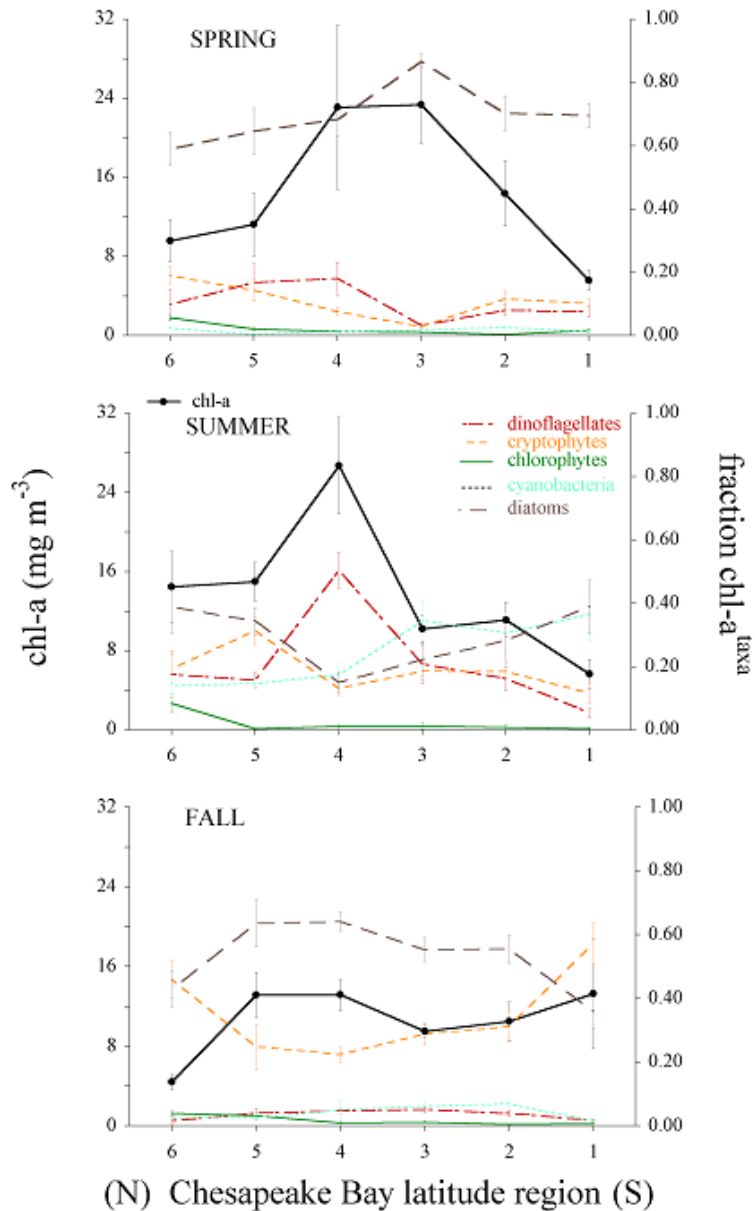 32
24
16
8
0
SPRING
1.00
0.80
0.60
0.40
0.20
0.00
6 5 4 3 2 1
chl-a
SUMMER
32
24
16
8
0
dinoflagellates
cryptophytes
chlorophytes
cyanobacteria
diatoms
1.00
0.80
0.60
0.40
0.20
0.00
6 5 4 3 2 1
chl-a (mg m⁻³)
fraction chl-aᵗᵃˣᵃ
FALL
32
24
16
8
0
1.00
0.80
0.60
0.40
0.20
0.00
6 5 4 3 2 1
(N) Chesapeake Bay latitude region (S)